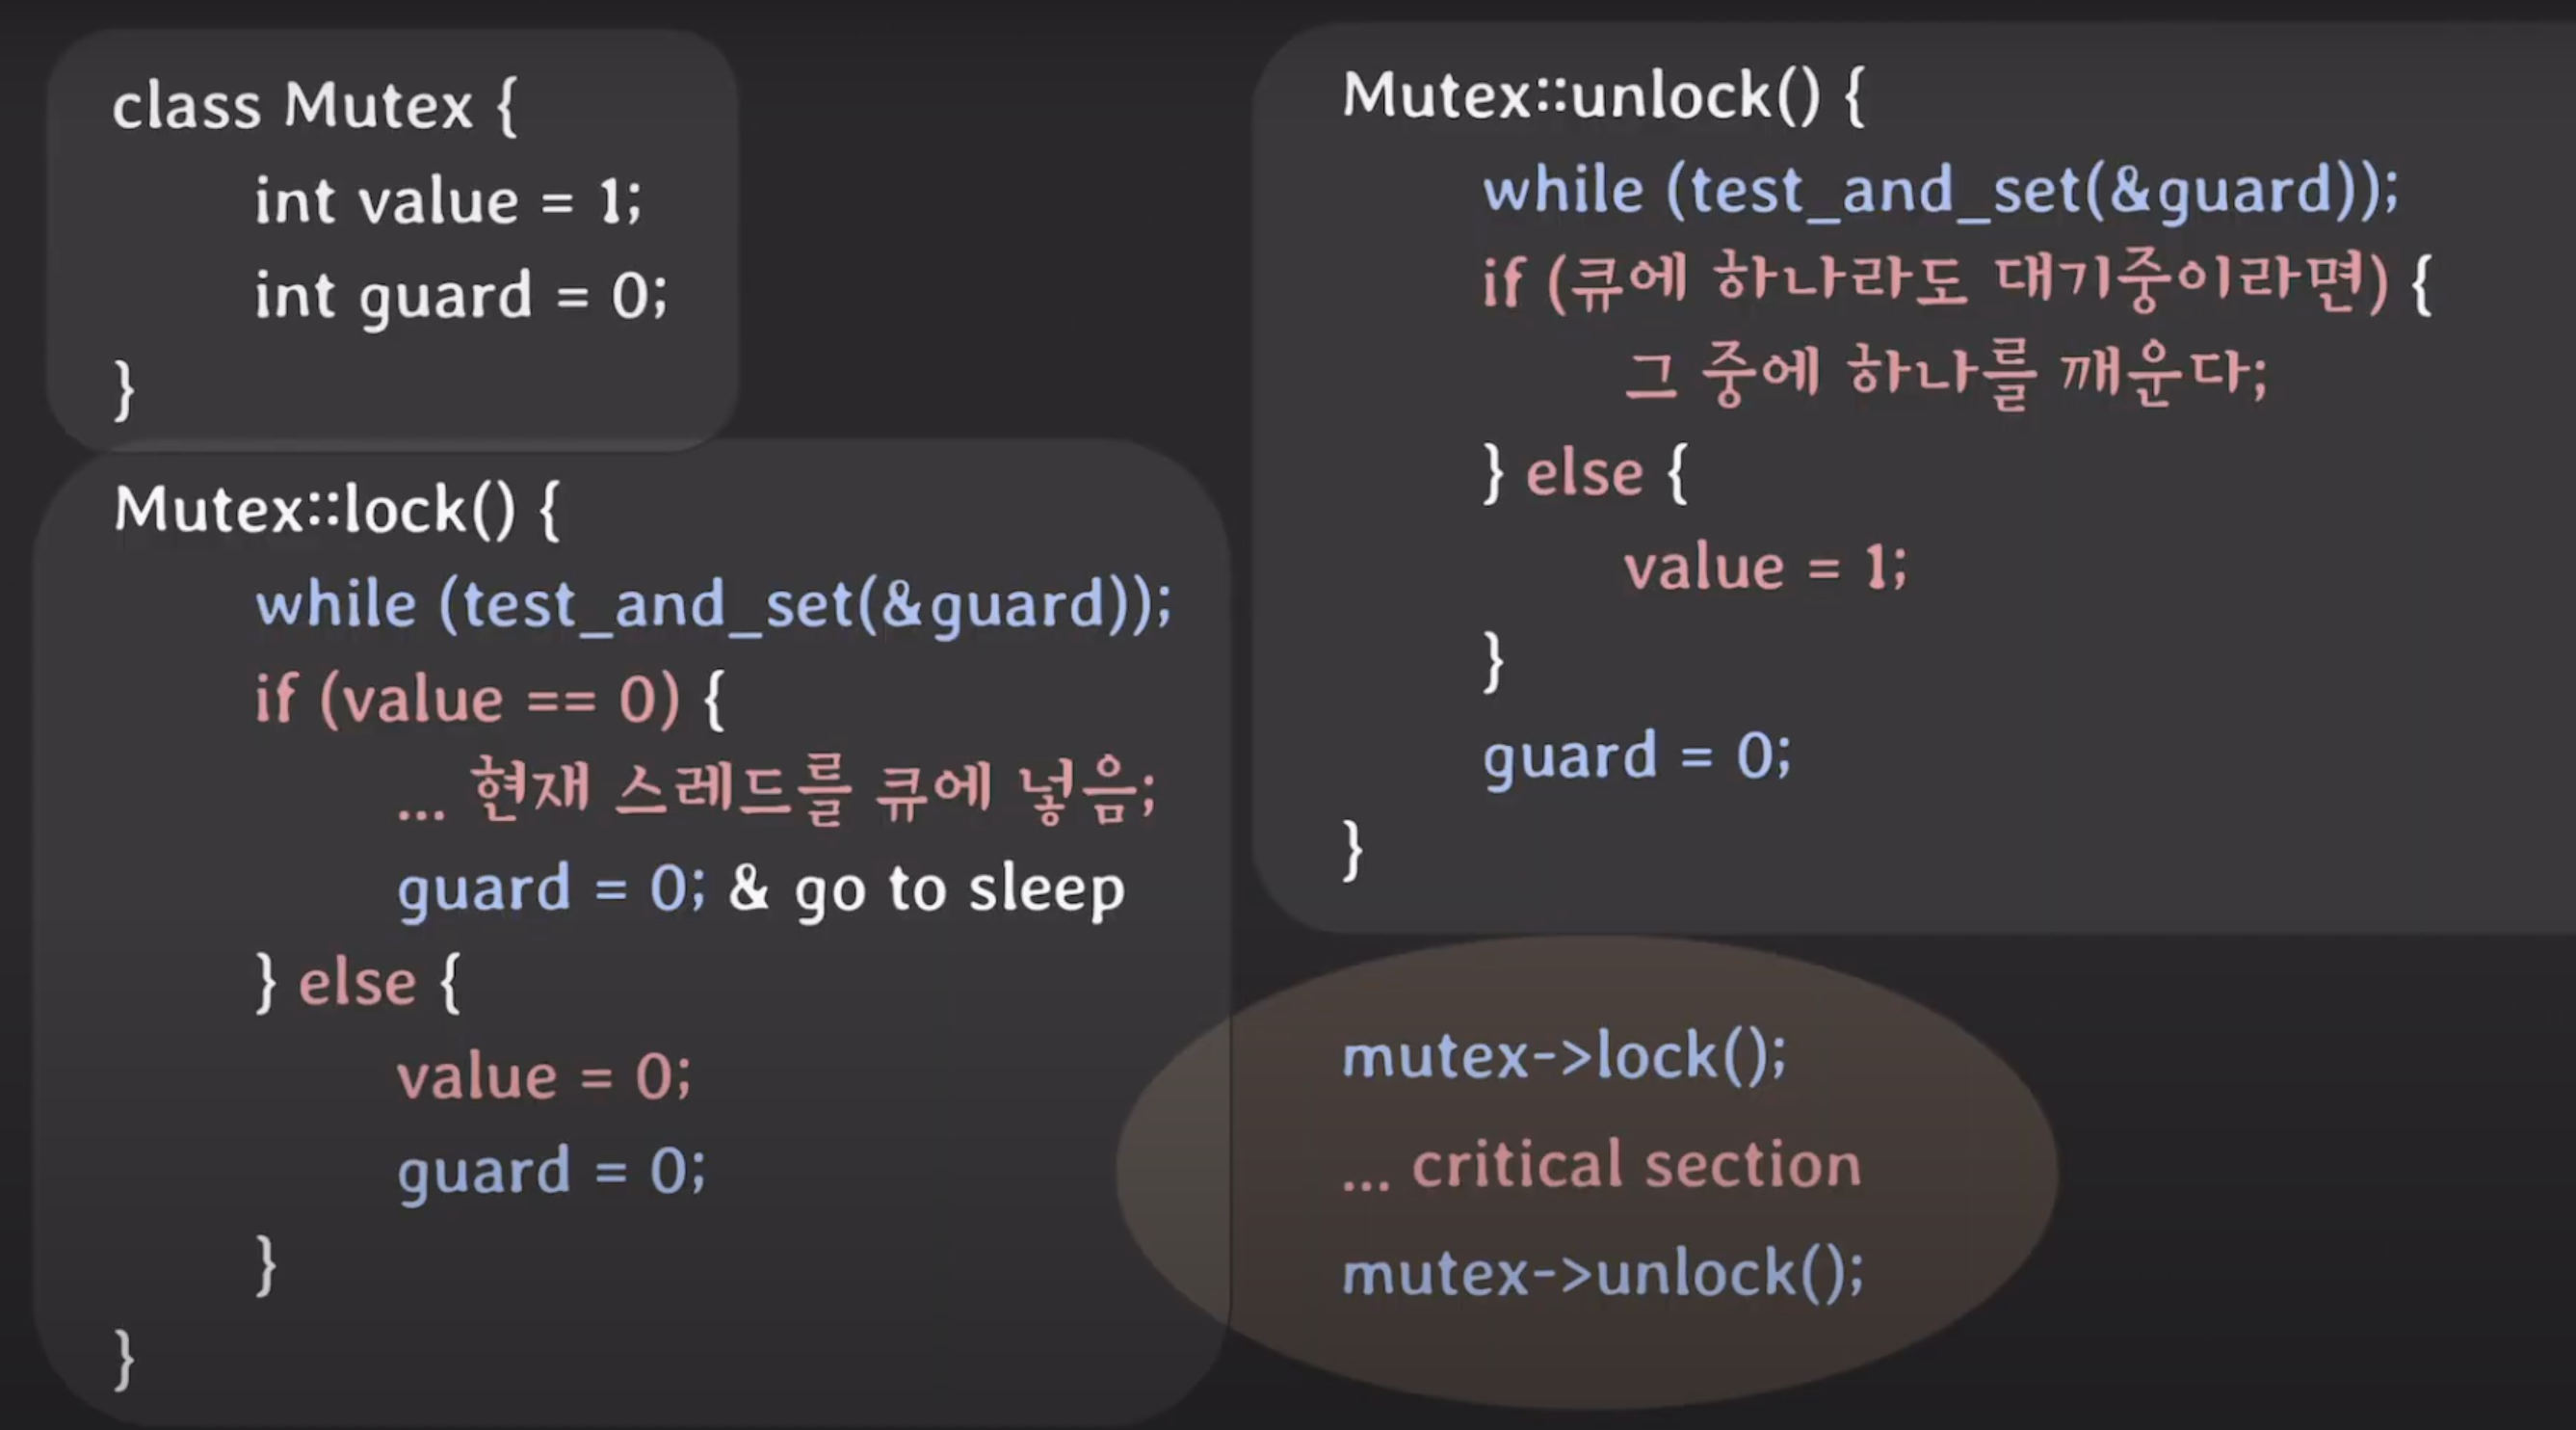 class Mutex {
int value = 1;
int guard = 0;
}
Mutex::lock() {
while (test_and_set(&guard));
if (value == 0) {
... 현재 스레드를 큐에 넣음;
guard = 0; & go to sleep
} else {
value = 0;
guard = 0;
}
}
Mutex::unlock() {
while (test_and_set(&guard));
if (큐에 하나라도 대기중이라면) {
그 중에 하나를 깨운다;
} else {
value = 1;
}
guard = 0;
}
mutex->lock();
... critical section
mutex->unlock();